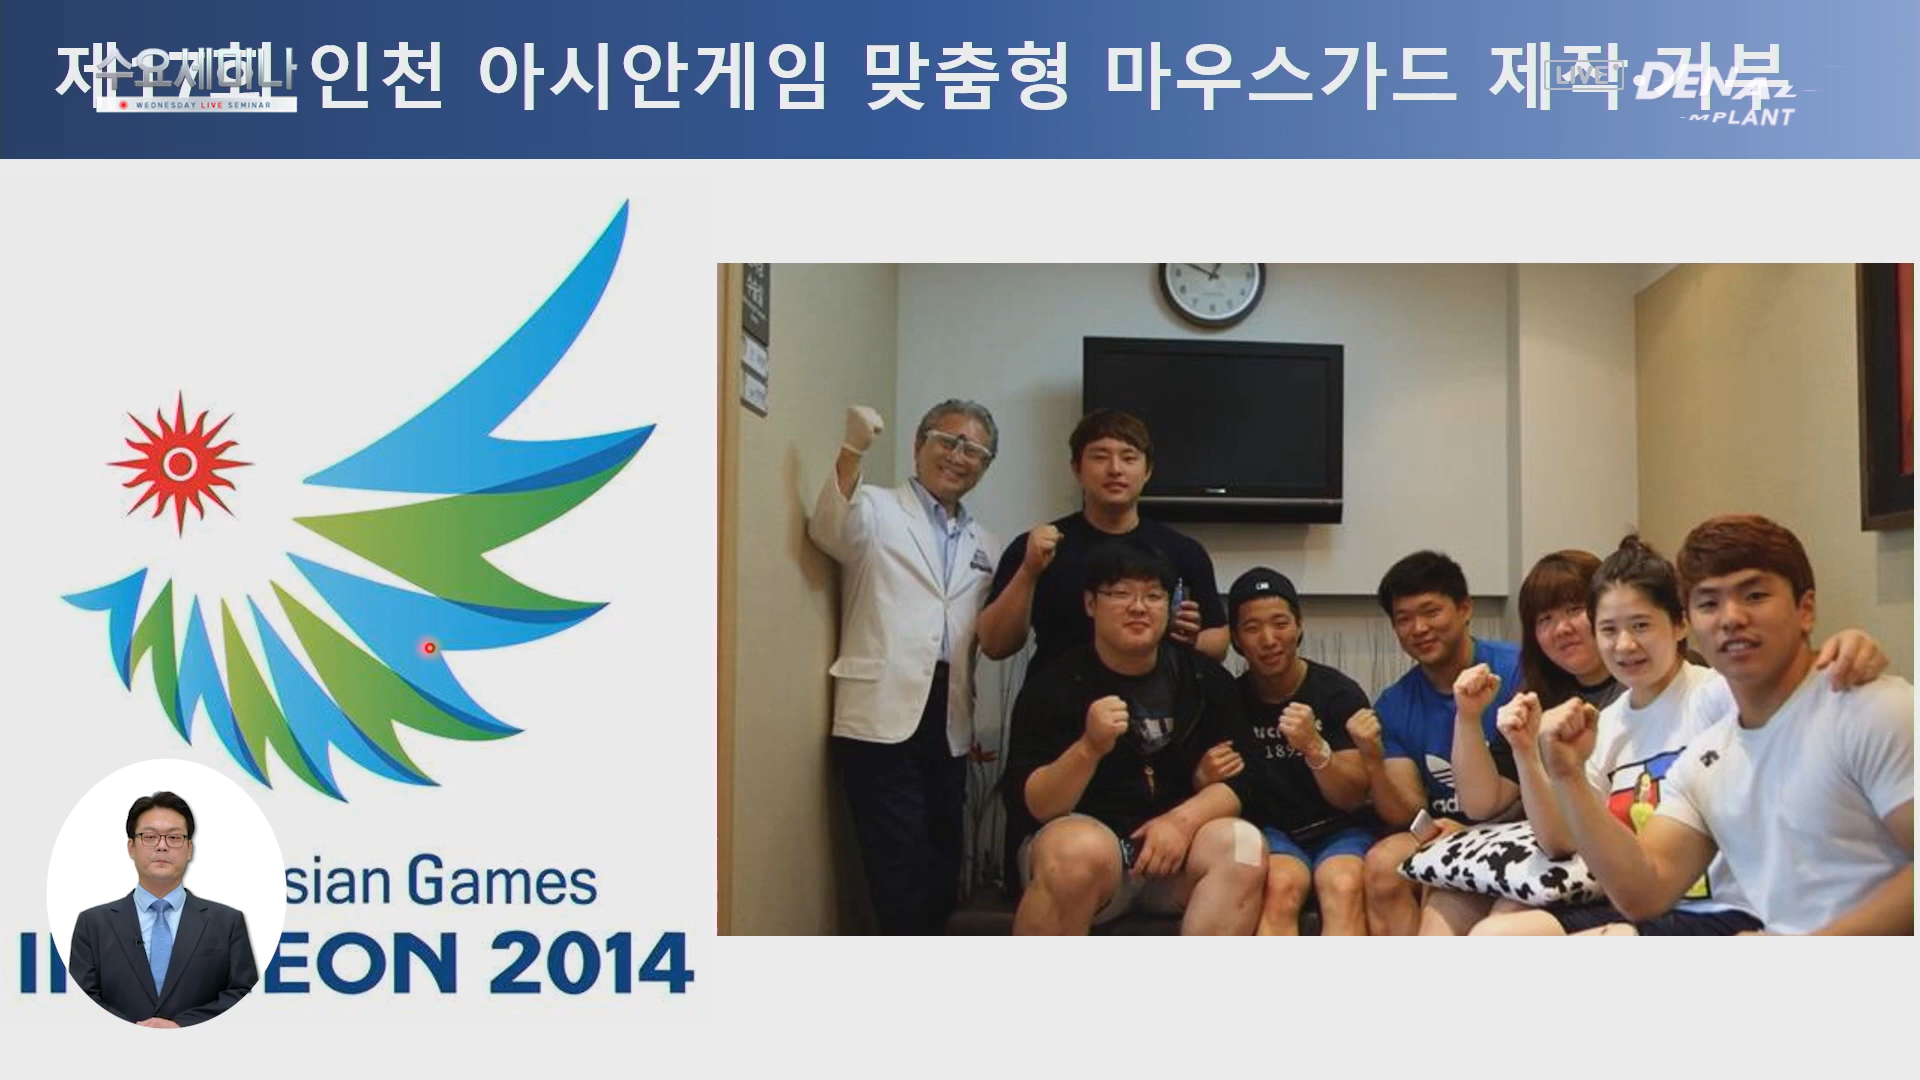 제17회 인천 아시안게임 맞춤형 마우스가드 제작 기부
수요세미나
WEDNESDAY LIVE SEMINAR
LIVE
IMPLANT
sian Games
EON 2014
1892